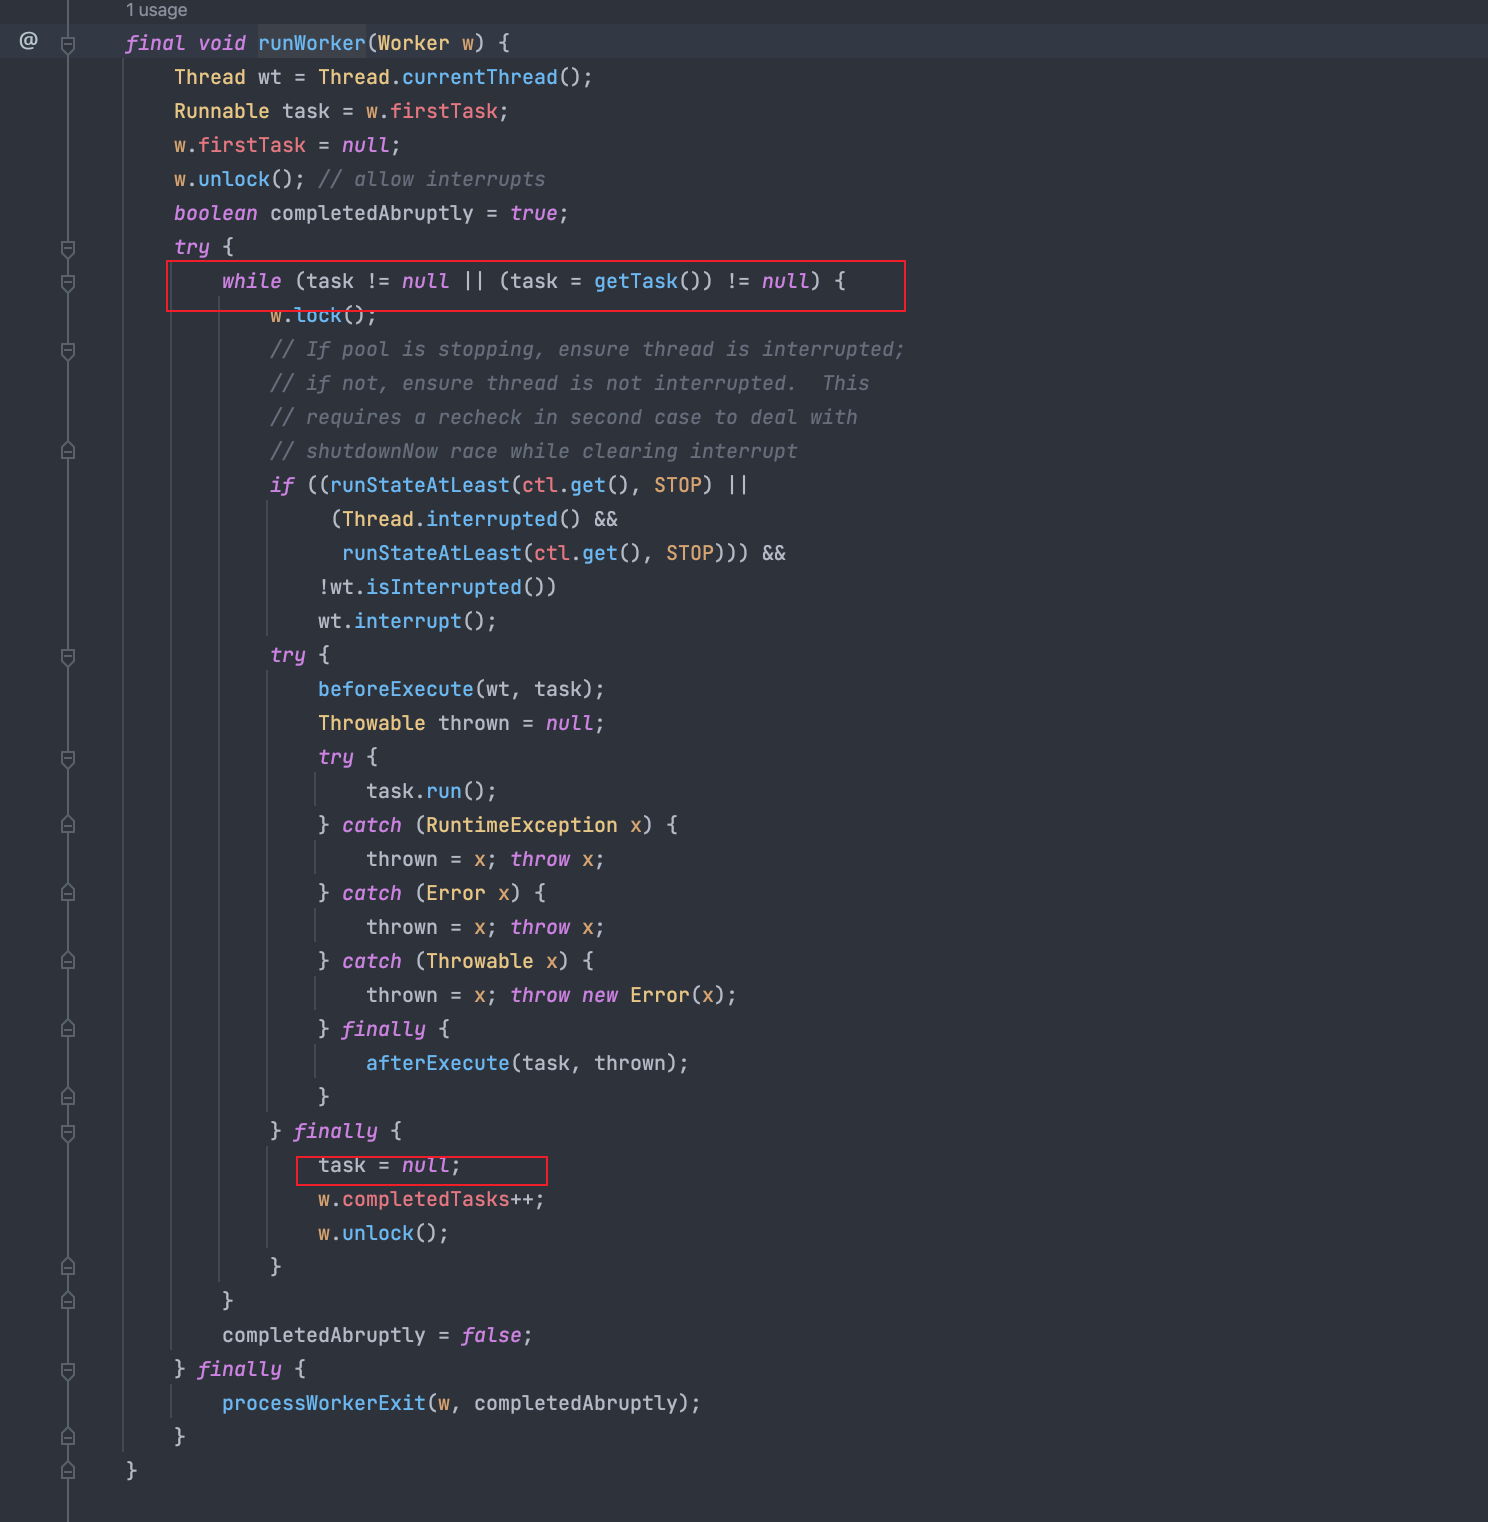 1 usage
@
final void runWorker(Worker w) {
Thread wt = Thread.currentThread();
Runnable task = w.firstTask;
w.firstTask = null;
w.unlock(); // allow interrupts
boolean completedAbruptly = true;
try {
while (task != null || (task = getTask()) != null) {
w.lock();
// If pool is stopping, ensure thread is interrupted;
// if not, ensure thread is not interrupted.  This
// requires a recheck in second case to deal with
// shutdownNow race while clearing interrupt
if ((runStateAtLeast(ctl.get(), STOP) ||
(Thread.interrupted() &&
runStateAtLeast(ctl.get(), STOP))) &&
!wt.isInterrupted())
wt.interrupt();
try {
beforeExecute(wt, task);
Throwable thrown = null;
try {
task.run();
} catch (RuntimeException x) {
thrown = x; throw x;
} catch (Error x) {
thrown = x; throw x;
} catch (Throwable x) {
thrown = x; throw new Error(x);
} finally {
afterExecute(task, thrown);
}
} finally {
task = null;
w.completedTasks++;
w.unlock();
}
}
completedAbruptly = false;
} finally {
processWorkerExit(w, completedAbruptly);
}
}